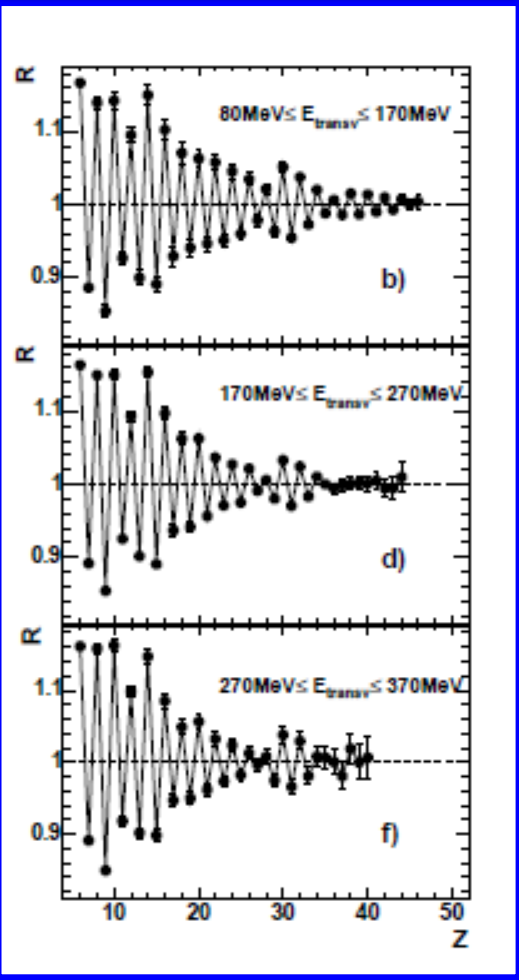 R
80MeV≤ E_transv≤ 170MeV
1.1
1
0.9
b)
R
170MeV≤ E_transv≤ 270MeV
1.1
1
0.9
d)
R
270MeV≤ E_transv≤ 370MeV
1.1
1
0.9
f)
10 20 30 40 50
Z